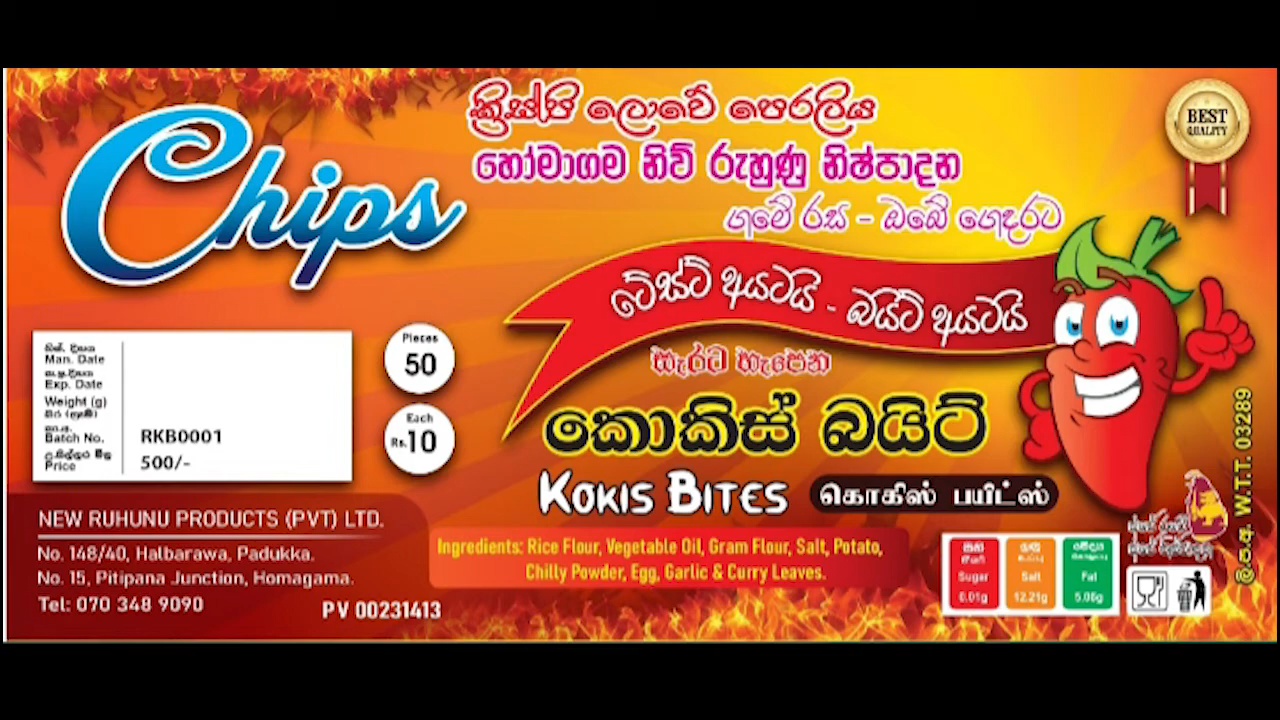 Chips
ක්‍රිස්පි ලොවේ පෙරළිය
හෝමාගම නිව් රුහුණු නිෂ්පාදන
ගමේ රස - ඔබේ ගෙදරට
ටේස්ට් අයටයි - බයිට් අයටයි
සැරට හැපෙන
කොකිස් බයිට්
KOKIS BITES
கொகிஸ் பயிட்ஸ்
BEST
QUALITY
Man. Date
Exp. Date
Weight (g)
Batch No. RKB0001
Price 500/-
Pieces
50
Each
Rs.10
NEW RUHUNU PRODUCTS (PVT) LTD.
No. 148/40, Halbarawa, Padukka.
No. 15, Pitipana Junction, Homagama.
Tel: 070 348 9090
PV 00231413
Ingredients: Rice Flour, Vegetable Oil, Gram Flour, Salt, Potato,
Chilly Powder, Egg, Garlic & Curry Leaves.
Sugar
0.01g
Salt
12.21g
Fat
5.06g
W.T.T. 03289